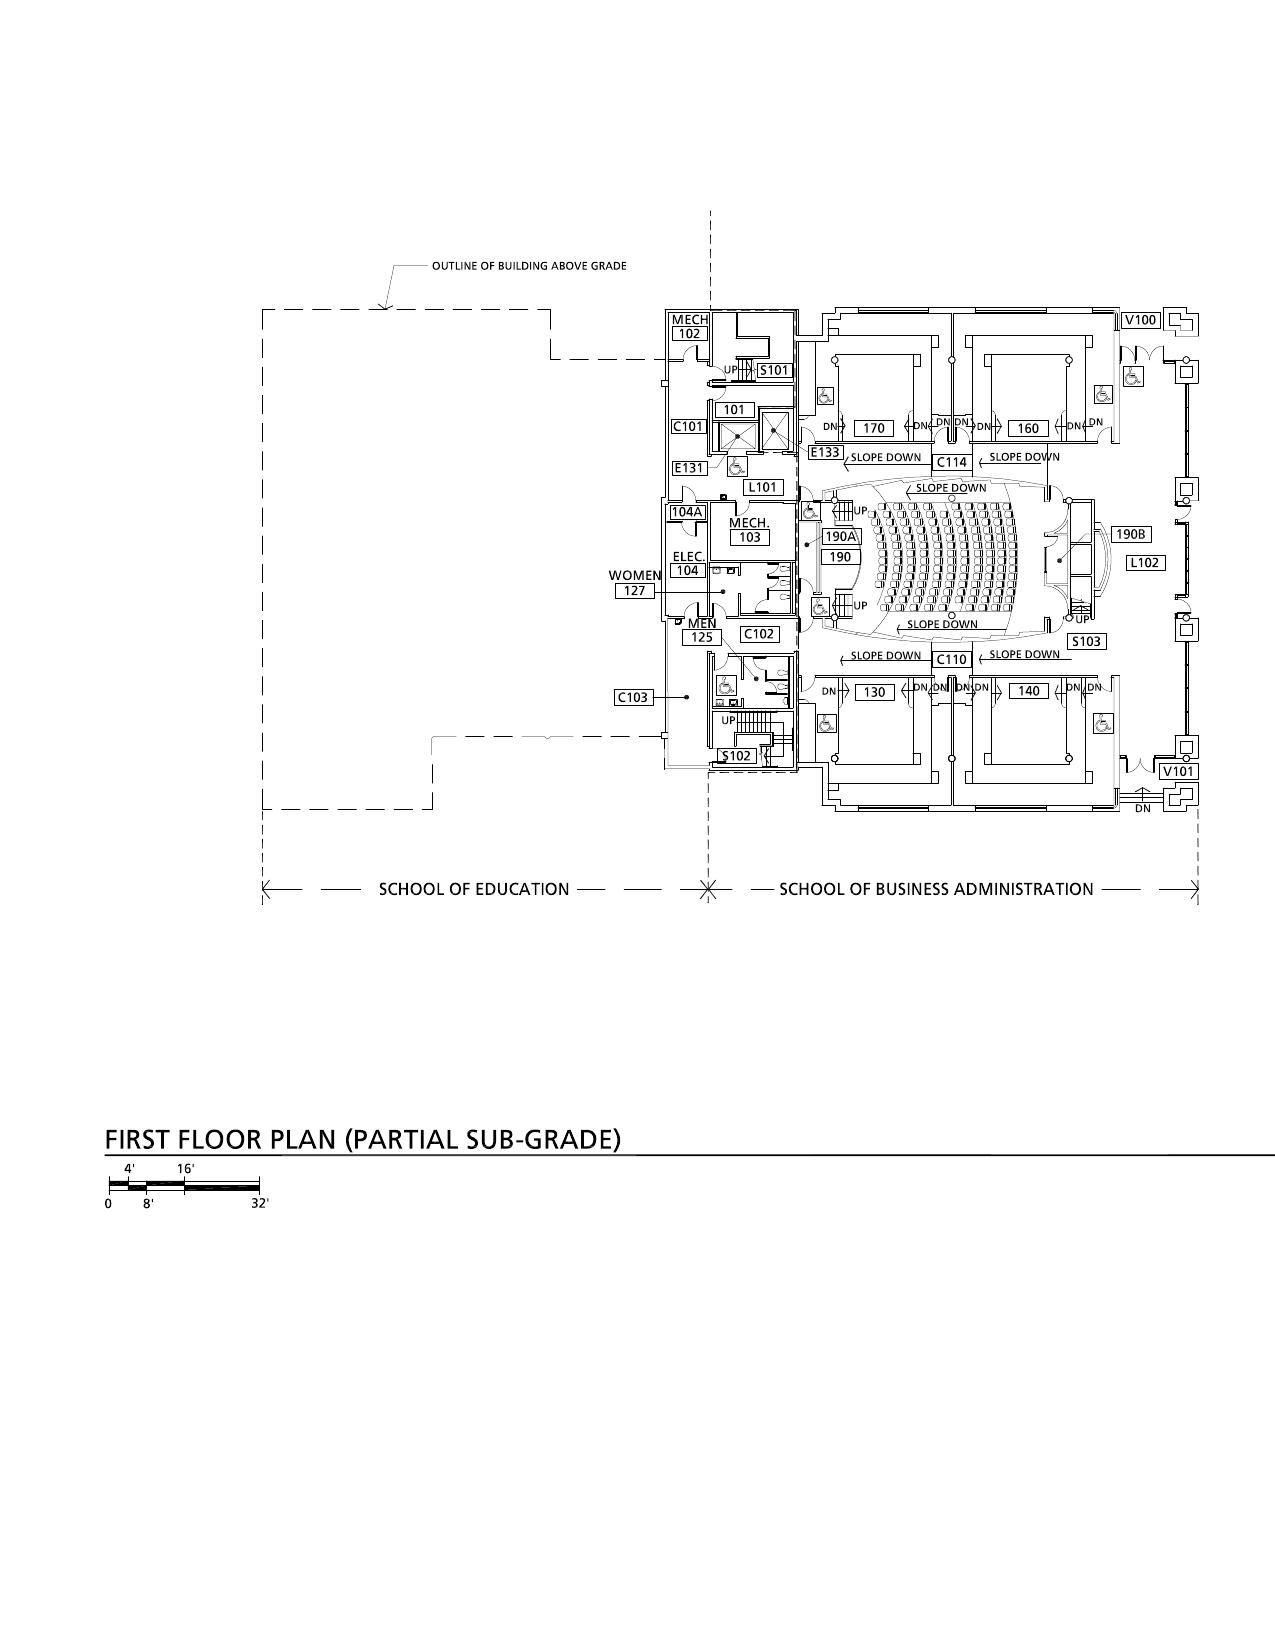 OUTLINE OF BUILDING ABOVE GRADE
MECH
102
V100
UP
S101
101
C101
DN
170
DN
DN
DN
DN
160
DN
DN
E133
E131
SLOPE DOWN
C114
SLOPE DOWN
L101
SLOPE DOWN
104A
UP
MECH.
103
190A
190B
190
ELEC.
104
L102
WOMEN
127
UP
UP
MEN
125
C102
SLOPE DOWN
S103
SLOPE DOWN
C110
SLOPE DOWN
C103
DN
130
DN
DN
DN
DN
140
DN
DN
UP
S102
V101
DN
SCHOOL OF EDUCATION
SCHOOL OF BUSINESS ADMINISTRATION
FIRST FLOOR PLAN (PARTIAL SUB-GRADE)
4' 16'
0 8' 32'